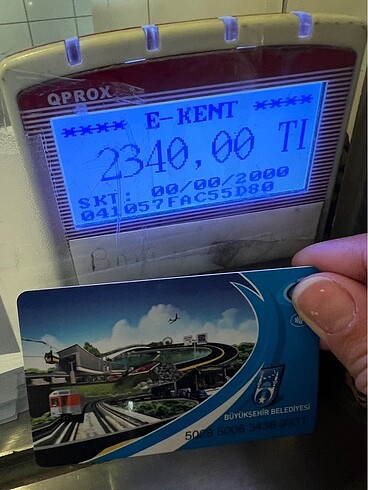 QPROX
**** E-KENT ****
2340,00 Tl
SKT: 00/00/2000
041057FAC55D80
BÜYÜKŞEHİR BELEDİYESİ